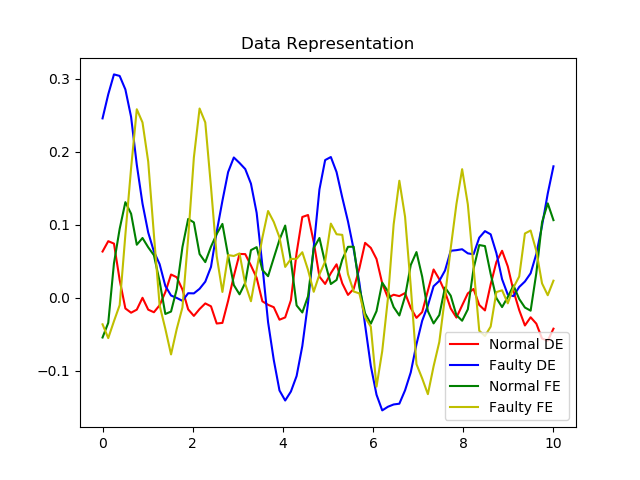 Data Representation
0.3
0.2
0.1
0.0
−0.1
0
2
4
6
8
10
Normal DE
Faulty DE
Normal FE
Faulty FE